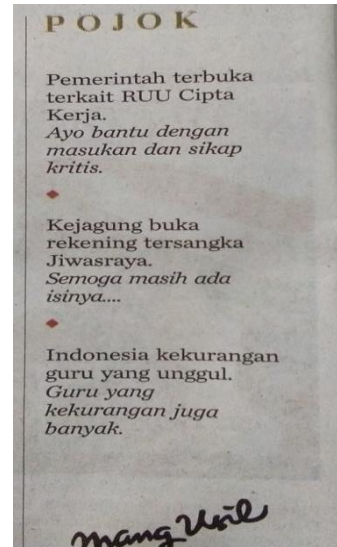 POJOK
Pemerintah terbuka
terkait RUU Cipta
Kerja.
Ayo bantu dengan
masukan dan sikap
kritis.
Kejagung buka
rekening tersangka
Jiwasraya.
Semoga masih ada
isinya....
Indonesia kekurangan
guru yang unggul.
Guru yang
kekurangan juga
banyak.
mang Usil